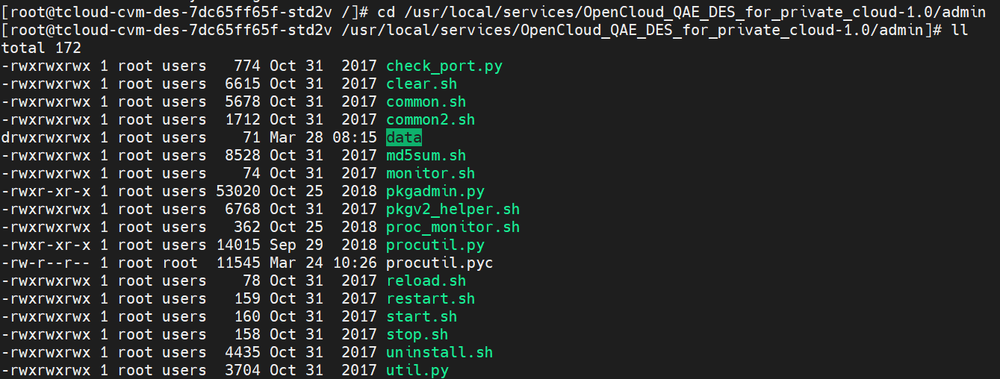 [root@tcloud-cvm-des-7dc65ff65f-std2v /]# cd /usr/local/services/OpenCloud_QAE_DES_for_private_cloud-1.0/admin
[root@tcloud-cvm-des-7dc65ff65f-std2v /usr/local/services/OpenCloud_QAE_DES_for_private_cloud-1.0/admin]# ll
total 172
-rwxrwxrwx 1 root users   774 Oct 31  2017 check_port.py
-rwxrwxrwx 1 root users  6615 Oct 31  2017 clear.sh
-rwxrwxrwx 1 root users  5678 Oct 31  2017 common.sh
-rwxrwxrwx 1 root users  1712 Oct 31  2017 common2.sh
drwxrwxrwx 1 root users    71 Mar 28 08:15 data
-rwxrwxrwx 1 root users  8528 Oct 31  2017 md5sum.sh
-rwxrwxrwx 1 root users    74 Oct 31  2017 monitor.sh
-rwxr-xr-x 1 root users 53020 Oct 25  2018 pkgadmin.py
-rwxrwxrwx 1 root users  6768 Oct 31  2017 pkgv2_helper.sh
-rwxrwxrwx 1 root users   362 Oct 25  2018 proc_monitor.sh
-rwxr-xr-x 1 root users 14015 Sep 29  2018 procutil.py
-rw-r--r-- 1 root root  11545 Mar 24 10:26 procutil.pyc
-rwxrwxrwx 1 root users    78 Oct 31  2017 reload.sh
-rwxrwxrwx 1 root users   159 Oct 31  2017 restart.sh
-rwxrwxrwx 1 root users   160 Oct 31  2017 start.sh
-rwxrwxrwx 1 root users   158 Oct 31  2017 stop.sh
-rwxrwxrwx 1 root users  4435 Oct 31  2017 uninstall.sh
-rwxrwxrwx 1 root users  3704 Oct 31  2017 util.py